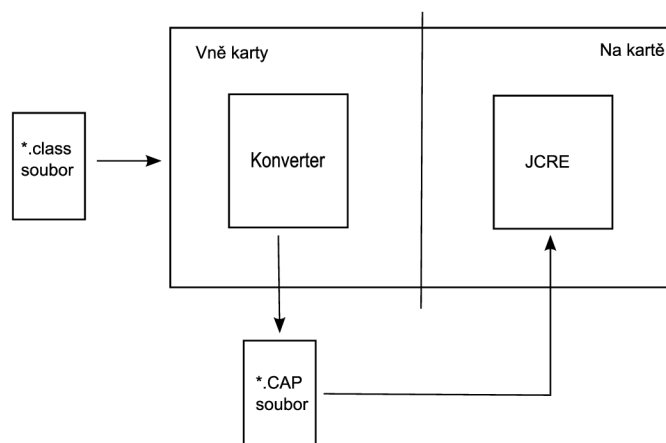 Vně karty
Na kartě
*.class
soubor
Konverter
JCRE
*.CAP
soubor